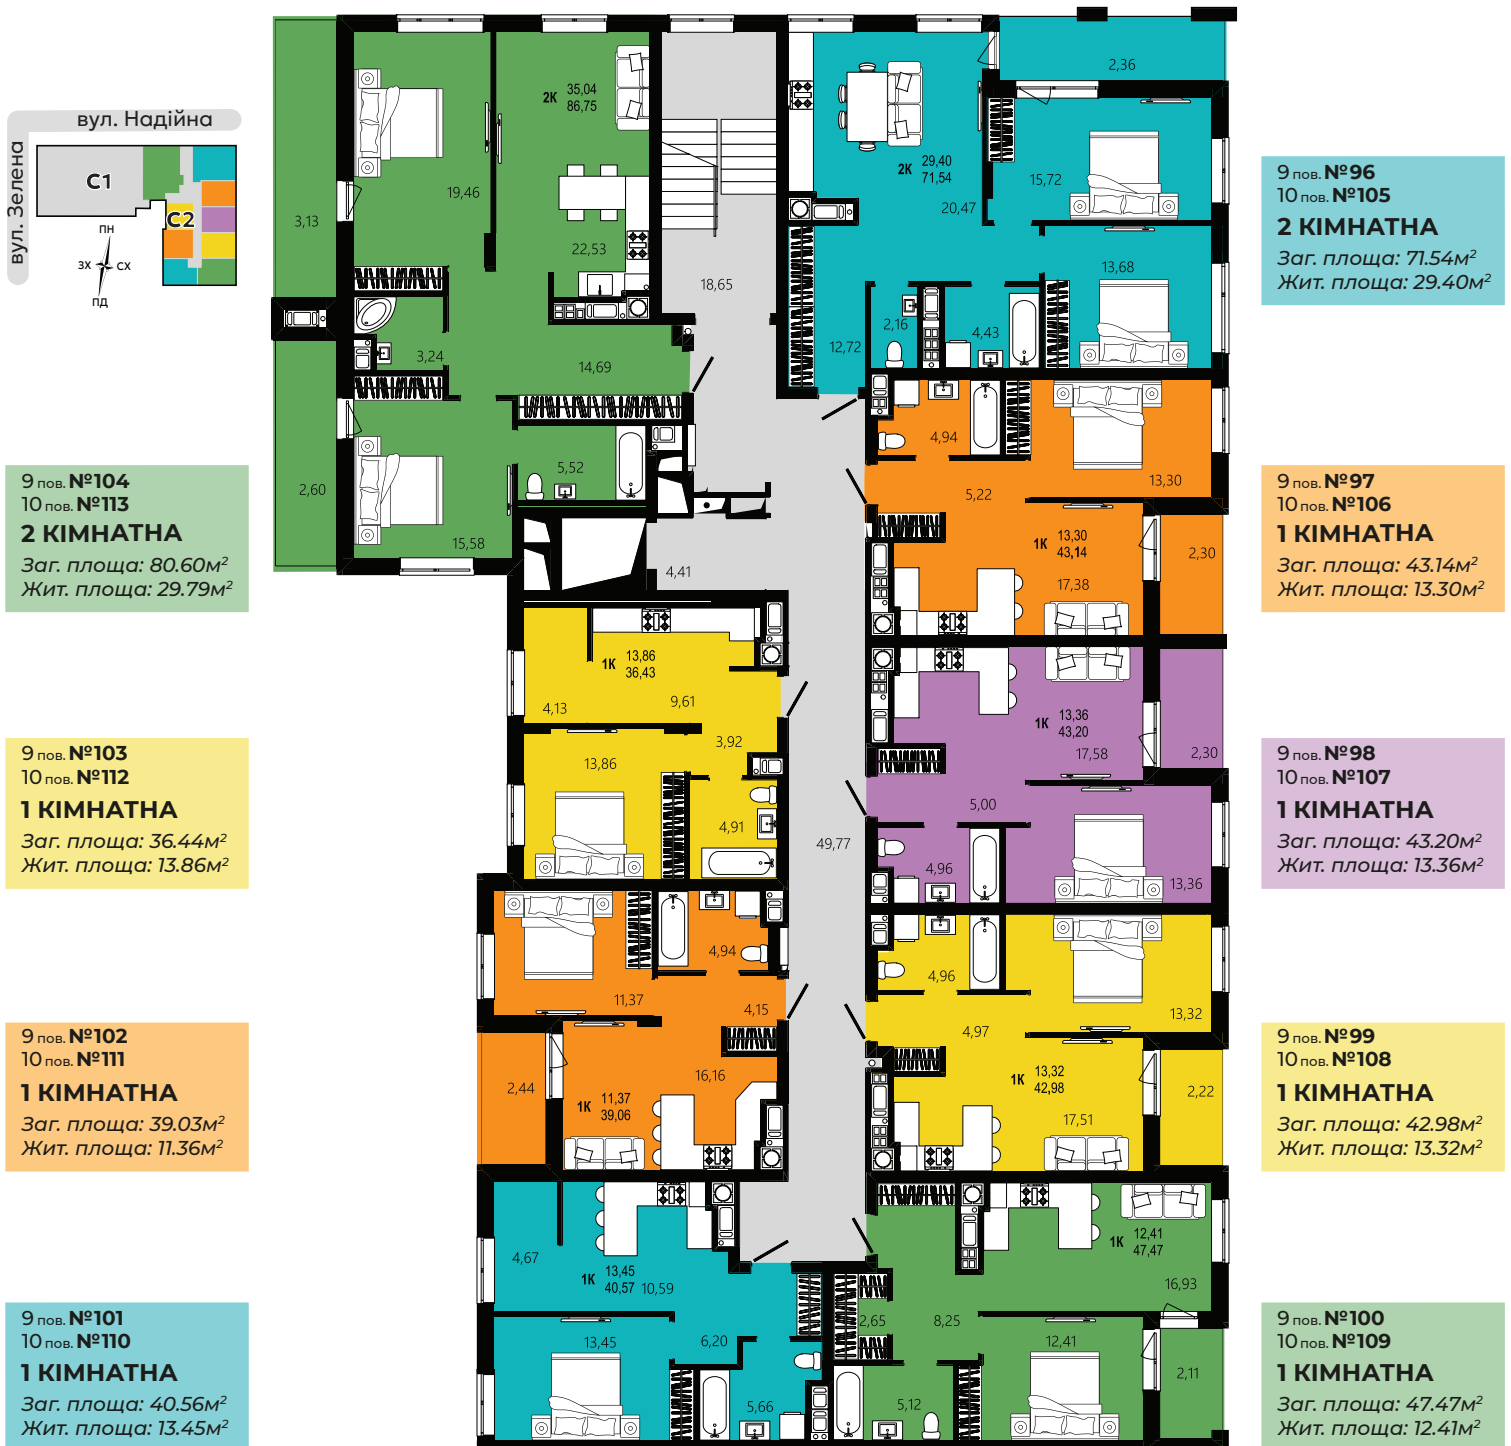 вул. Надійна
вул. Зелена
С1
С2
пн
зх
сх
пд
9 пов. №104
10 пов. №113
2 КІМНАТНА
Заг. площа: 80.60м²
Жит. площа: 29.79м²
9 пов. №103
10 пов. №112
1 КІМНАТНА
Заг. площа: 36.44м²
Жит. площа: 13.86м²
9 пов. №102
10 пов. №111
1 КІМНАТНА
Заг. площа: 39.03м²
Жит. площа: 11.36м²
9 пов. №101
10 пов. №110
1 КІМНАТНА
Заг. площа: 40.56м²
Жит. площа: 13.45м²
3,13
19,46
2К
35,04
86,75
22,53
3,24
14,69
2,60
15,58
5,52
18,65
4,41
49,77
2К
29,40
71,54
20,47
2,36
15,72
13,68
12,72
2,16
4,43
4,94
13,30
5,22
1К
13,30
43,14
17,38
2,30
1К
13,36
43,20
17,58
2,30
5,00
4,96
13,36
4,96
13,32
4,97
1К
13,32
42,98
17,51
2,22
1К
12,41
47,47
16,93
2,65
8,25
12,41
5,12
2,11
1К
13,86
36,43
4,13
9,61
3,92
13,86
4,91
4,94
11,37
4,15
2,44
16,16
1К
11,37
39,06
4,67
1К
13,45
40,57
10,59
13,45
6,20
5,66
9 пов. №96
10 пов. №105
2 КІМНАТНА
Заг. площа: 71.54м²
Жит. площа: 29.40м²
9 пов. №97
10 пов. №106
1 КІМНАТНА
Заг. площа: 43.14м²
Жит. площа: 13.30м²
9 пов. №98
10 пов. №107
1 КІМНАТНА
Заг. площа: 43.20м²
Жит. площа: 13.36м²
9 пов. №99
10 пов. №108
1 КІМНАТНА
Заг. площа: 42.98м²
Жит. площа: 13.32м²
9 пов. №100
10 пов. №109
1 КІМНАТНА
Заг. площа: 47.47м²
Жит. площа: 12.41м²